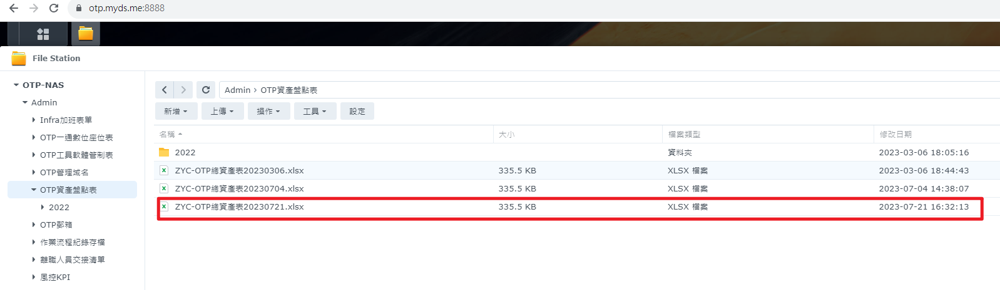 otp.myds.me:8888
File Station
OTP-NAS
Admin
Infra加班表單
OTP一通數位座位表
OTP工具軟體管制表
OTP管理域名
OTP資產盤點表
2022
OTP郵箱
作業流程紀錄存檔
離職人員交接清單
風控KPI
Admin › OTP資產盤點表
新增 上傳 操作 工具 設定
名稱 大小 檔案類型 修改日期
2022 資料夾 2023-03-06 18:05:16
ZYC-OTP總資產表20230306.xlsx 335.5 KB XLSX 檔案 2023-03-06 18:44:43
ZYC-OTP總資產表20230704.xlsx 335.5 KB XLSX 檔案 2023-07-04 14:38:07
ZYC-OTP總資產表20230721.xlsx 335.5 KB XLSX 檔案 2023-07-21 16:32:13